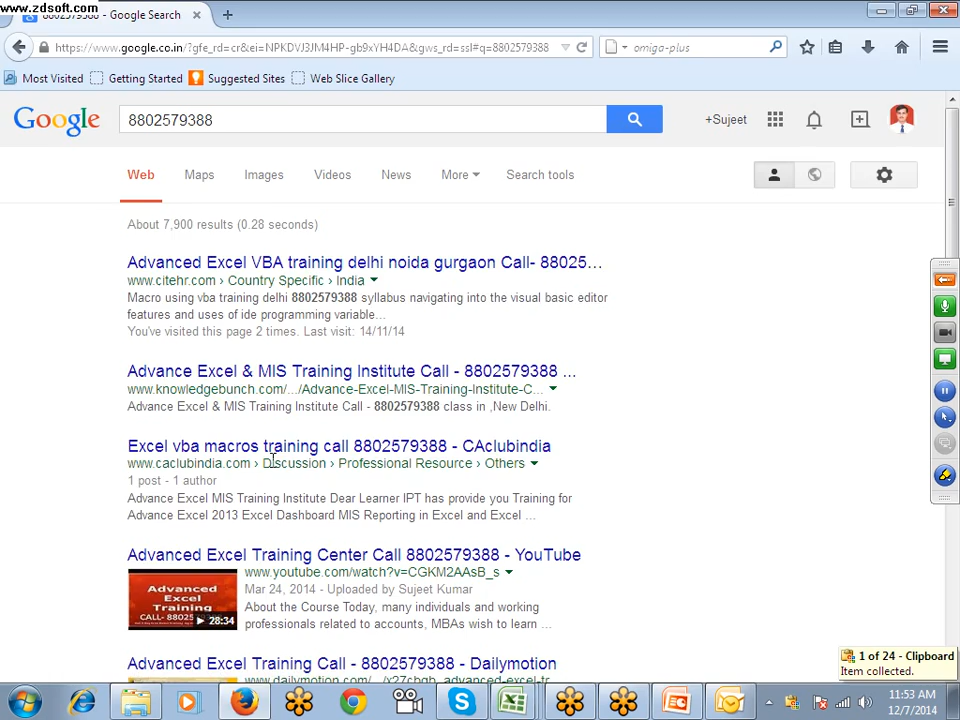 www.zdsoft.com
8802579388 - Google Search
https://www.google.co.in/?gfe_rd=cr&ei=NPKDVJ3JM4HP-gb9xYH4DA&gws_rd=ssl#q=8802579388
omiga-plus
Most Visited
Getting Started
Suggested Sites
Web Slice Gallery
Google
8802579388
+Sujeet
Web
Maps
Images
Videos
News
More
Search tools
About 7,900 results (0.28 seconds)
Advanced Excel VBA training delhi noida gurgaon Call- 88025...
www.citehr.com › Country Specific › India
Macro using vba training delhi 8802579388 syllabus navigating into the visual basic editor
features and uses of ide programming variable...
You've visited this page 2 times. Last visit: 14/11/14
Advance Excel & MIS Training Institute Call - 8802579388 ...
www.knowledgebunch.com/.../Advance-Excel-MIS-Training-Institute-C...
Advance Excel & MIS Training Institute Call - 8802579388 class in ,New Delhi.
Excel vba macros training call 8802579388 - CAclubindia
www.caclubindia.com › Discussion › Professional Resource › Others
1 post - 1 author
Advance Excel MIS Training Institute Dear Learner IPT has provide you Training for
Advance Excel 2013 Excel Dashboard MIS Reporting in Excel and Excel ...
Advanced Excel Training Center Call 8802579388 - YouTube
www.youtube.com/watch?v=CGKM2AAsB_s
Mar 24, 2014 - Uploaded by Sujeet Kumar
About the Course Today, many individuals and working
professionals related to accounts, MBAs wish to learn ...
Advanced
Excel
Training
28:34
Advanced Excel Training Call - 8802579388 - Dailymotion
1 of 24 - Clipboard
Item collected.
11:53 AM
12/7/2014